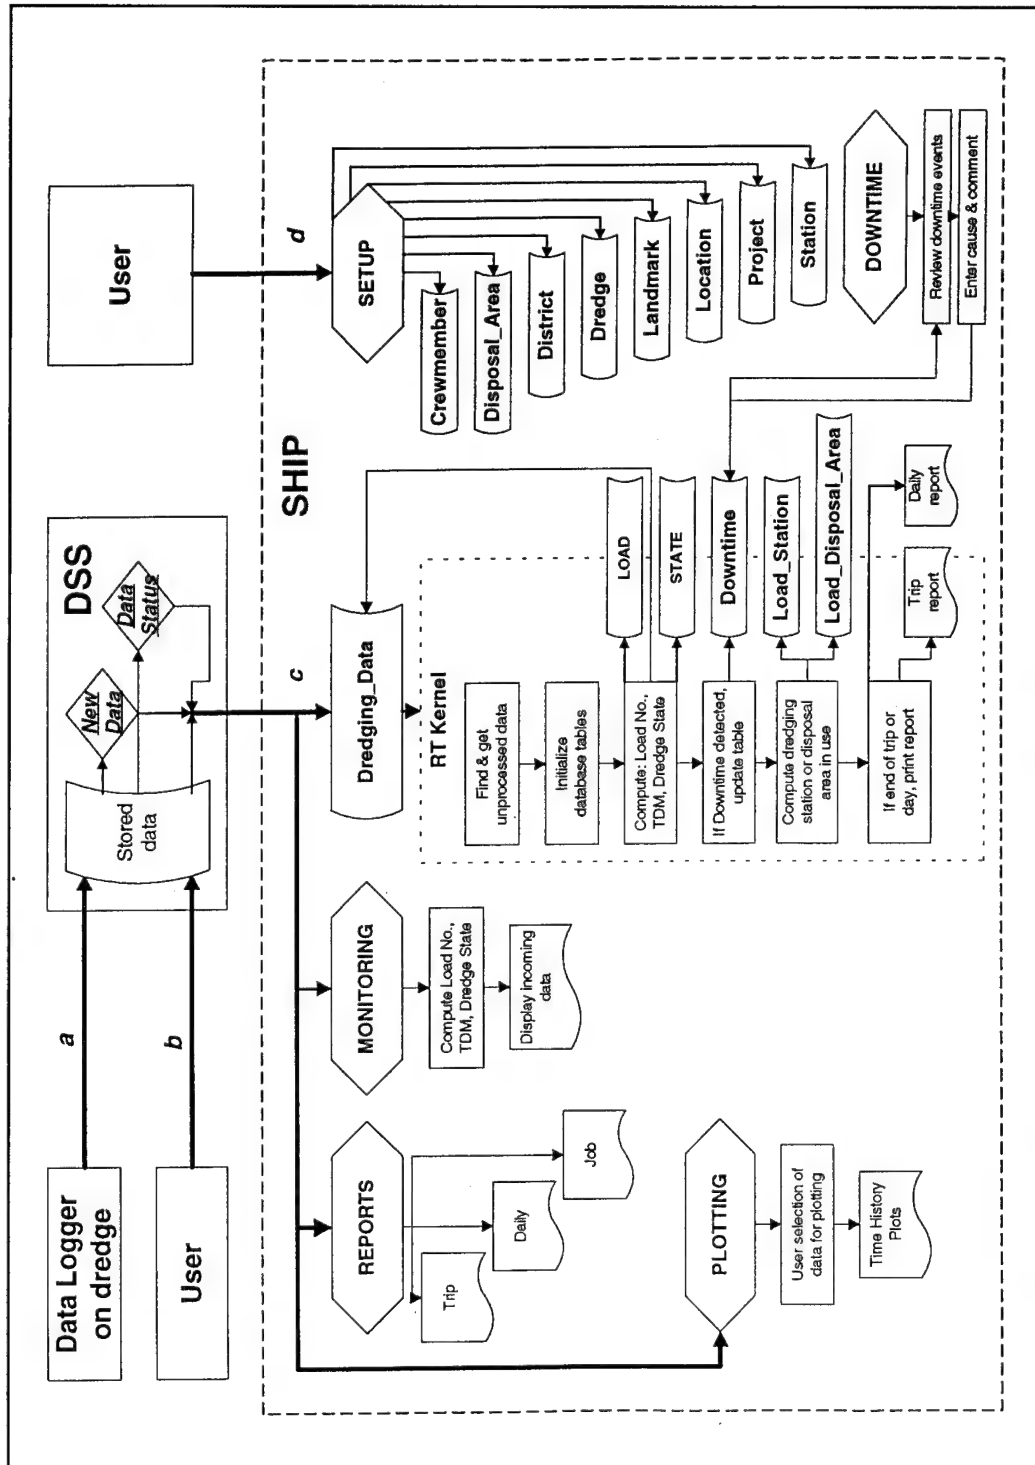 Data Logger
on dredge
a
User
b
DSS
Stored
data
New
Data
Data
Status
User
c
d
SHIP
REPORTS
Trip
Daily
Job
PLOTTING
User selection of
data for plotting
Time History
Plots
MONITORING
Compute Load No.,
TDM, Dredge State
Display incoming
data
Dredging_Data
RT Kernel
Find & get
unprocessed data
Initialize
database tables
Compute: Load No.,
TDM, Dredge State
If Downtime detected,
update table
Compute dredging
station or disposal
area in use
If end of trip or
day, print report
LOAD
STATE
Downtime
Load_Station
Load_Disposal_Area
Trip
report
Daily
report
SETUP
Crewmember
Disposal_Area
District
Dredge
Landmark
Location
Project
Station
DOWNTIME
Review downtime events
Enter cause & comment